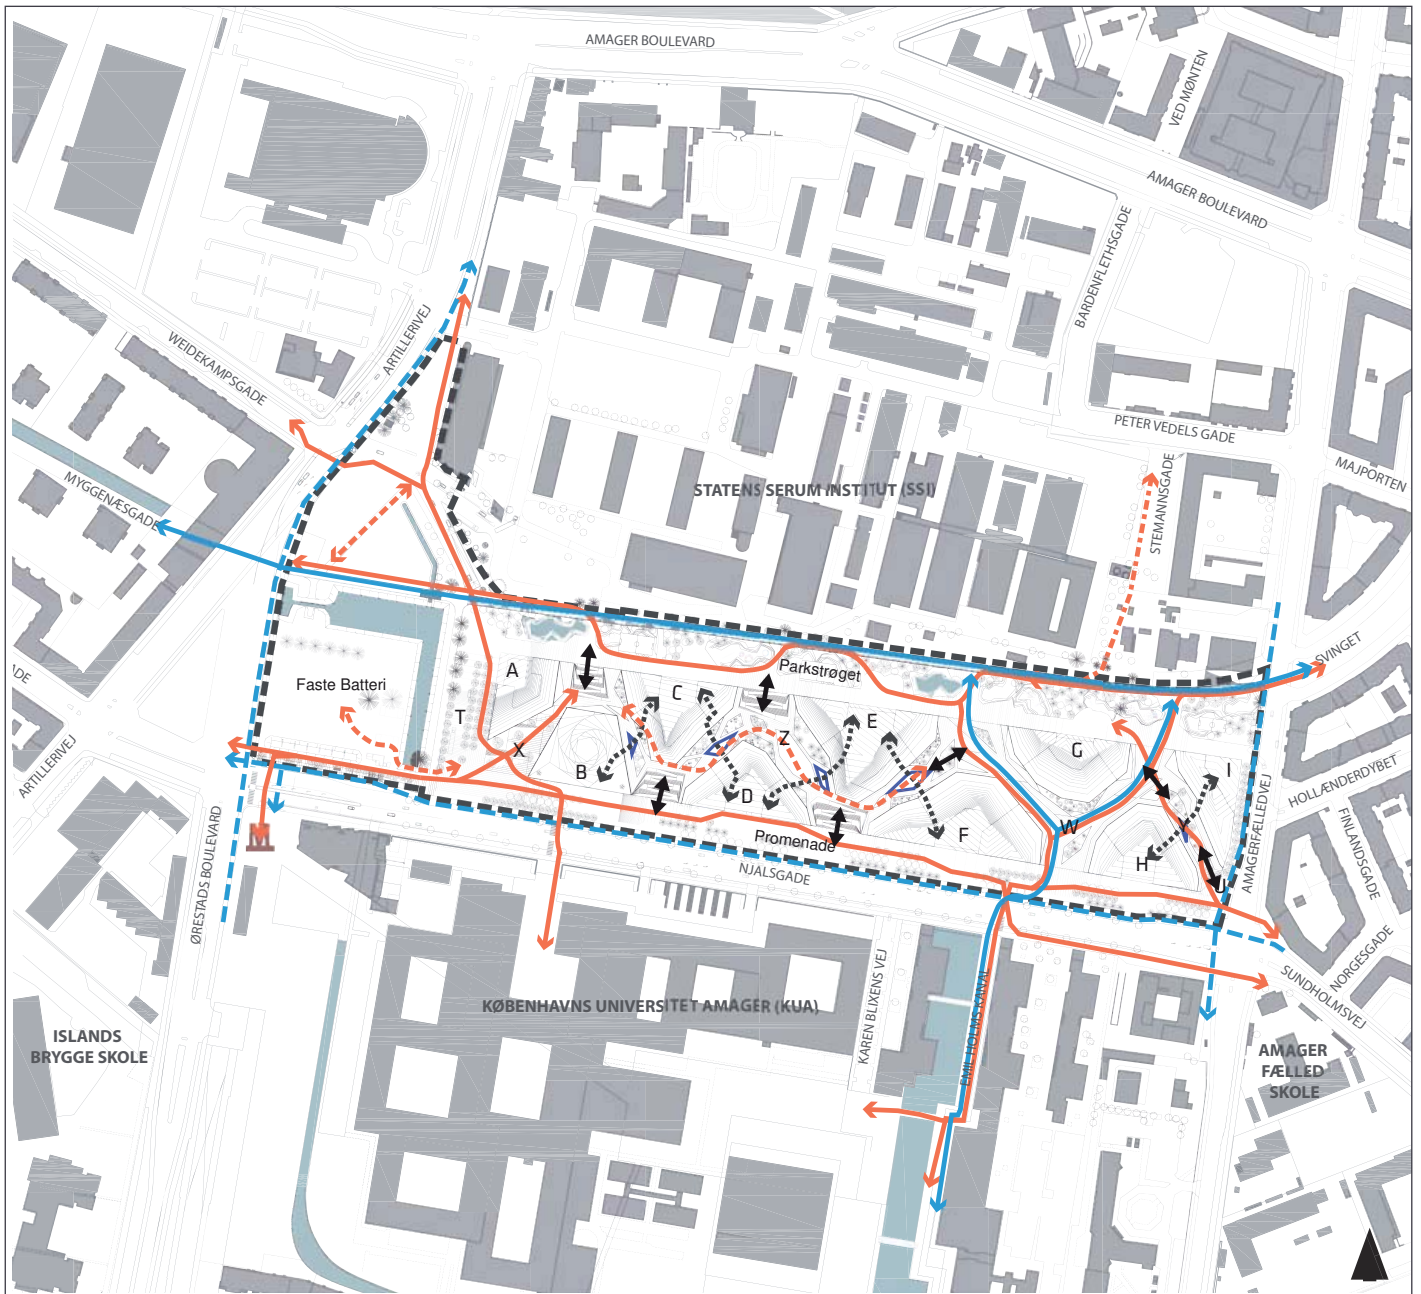 AMAGER BOULEVARD
VED MØNTEN
AMAGER BOULEVARD
BARDENFLETHSGADE
ARTILLERIVEJ
WEIDEKAMPSGADE
PETER VEDELS GADE
MAJPORTEN
MYGGENÆSGADE
STATENS SERUM INSTITUT (SSI)
STEMANNSGADE
SVINGET
A
Parkstrøget
Faste Batteri
C
E
T
Z
X
G
B
I
D
ADE
ARTILLERIVEJ
HOLLÆNDERDYBET
FINLANDSGADE
AMAGERFÆLLEDVEJ
W
Y
F
H
U
Promenade
M
NJALSGADE
ØRESTADS BOULEVARD
NORGESGADE
SUNDHOLMSVEJ
KAREN BLIXENS VEJ
EMIL HOLMS KANAL
KØBENHAVNS UNIVERSITET AMAGER (KUA)
ISLANDS
BRYGGE SKOLE
AMAGER
FÆLLED
SKOLE